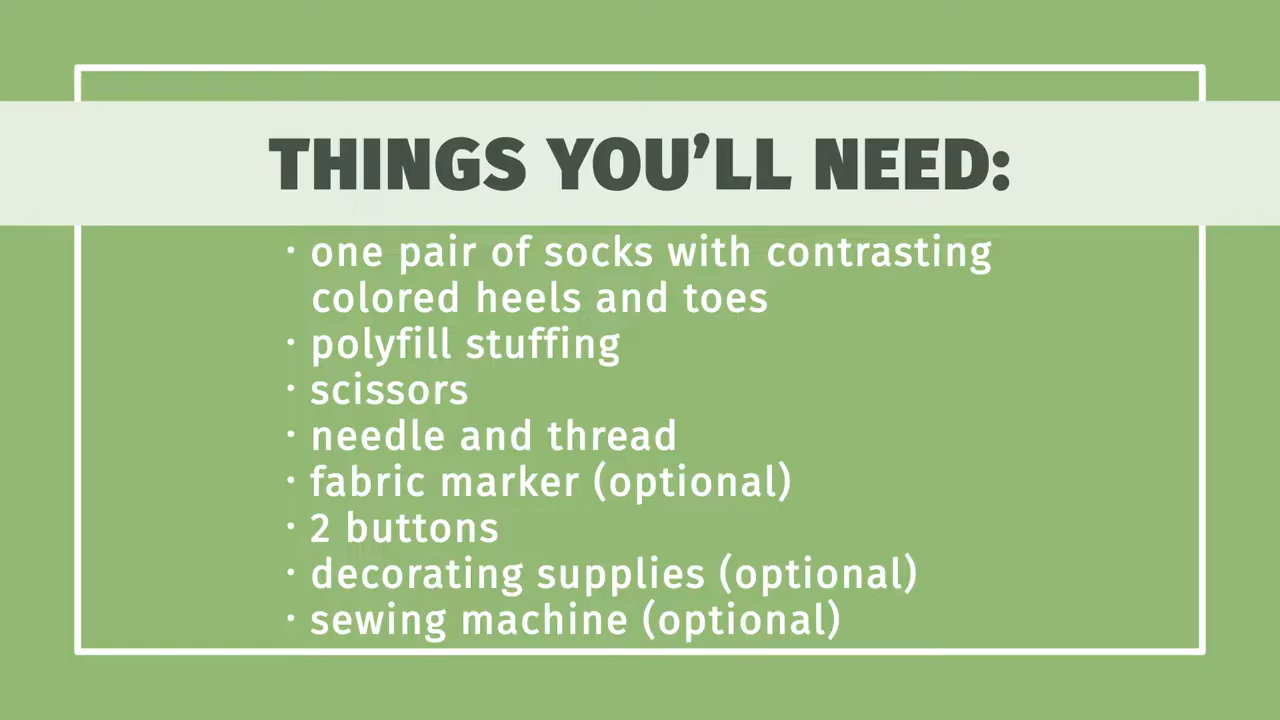 THINGS YOU’LL NEED:
· one pair of socks with contrasting
colored heels and toes
· polyfill stuffing
· scissors
· needle and thread
· fabric marker (optional)
· 2 buttons
· decorating supplies (optional)
· sewing machine (optional)